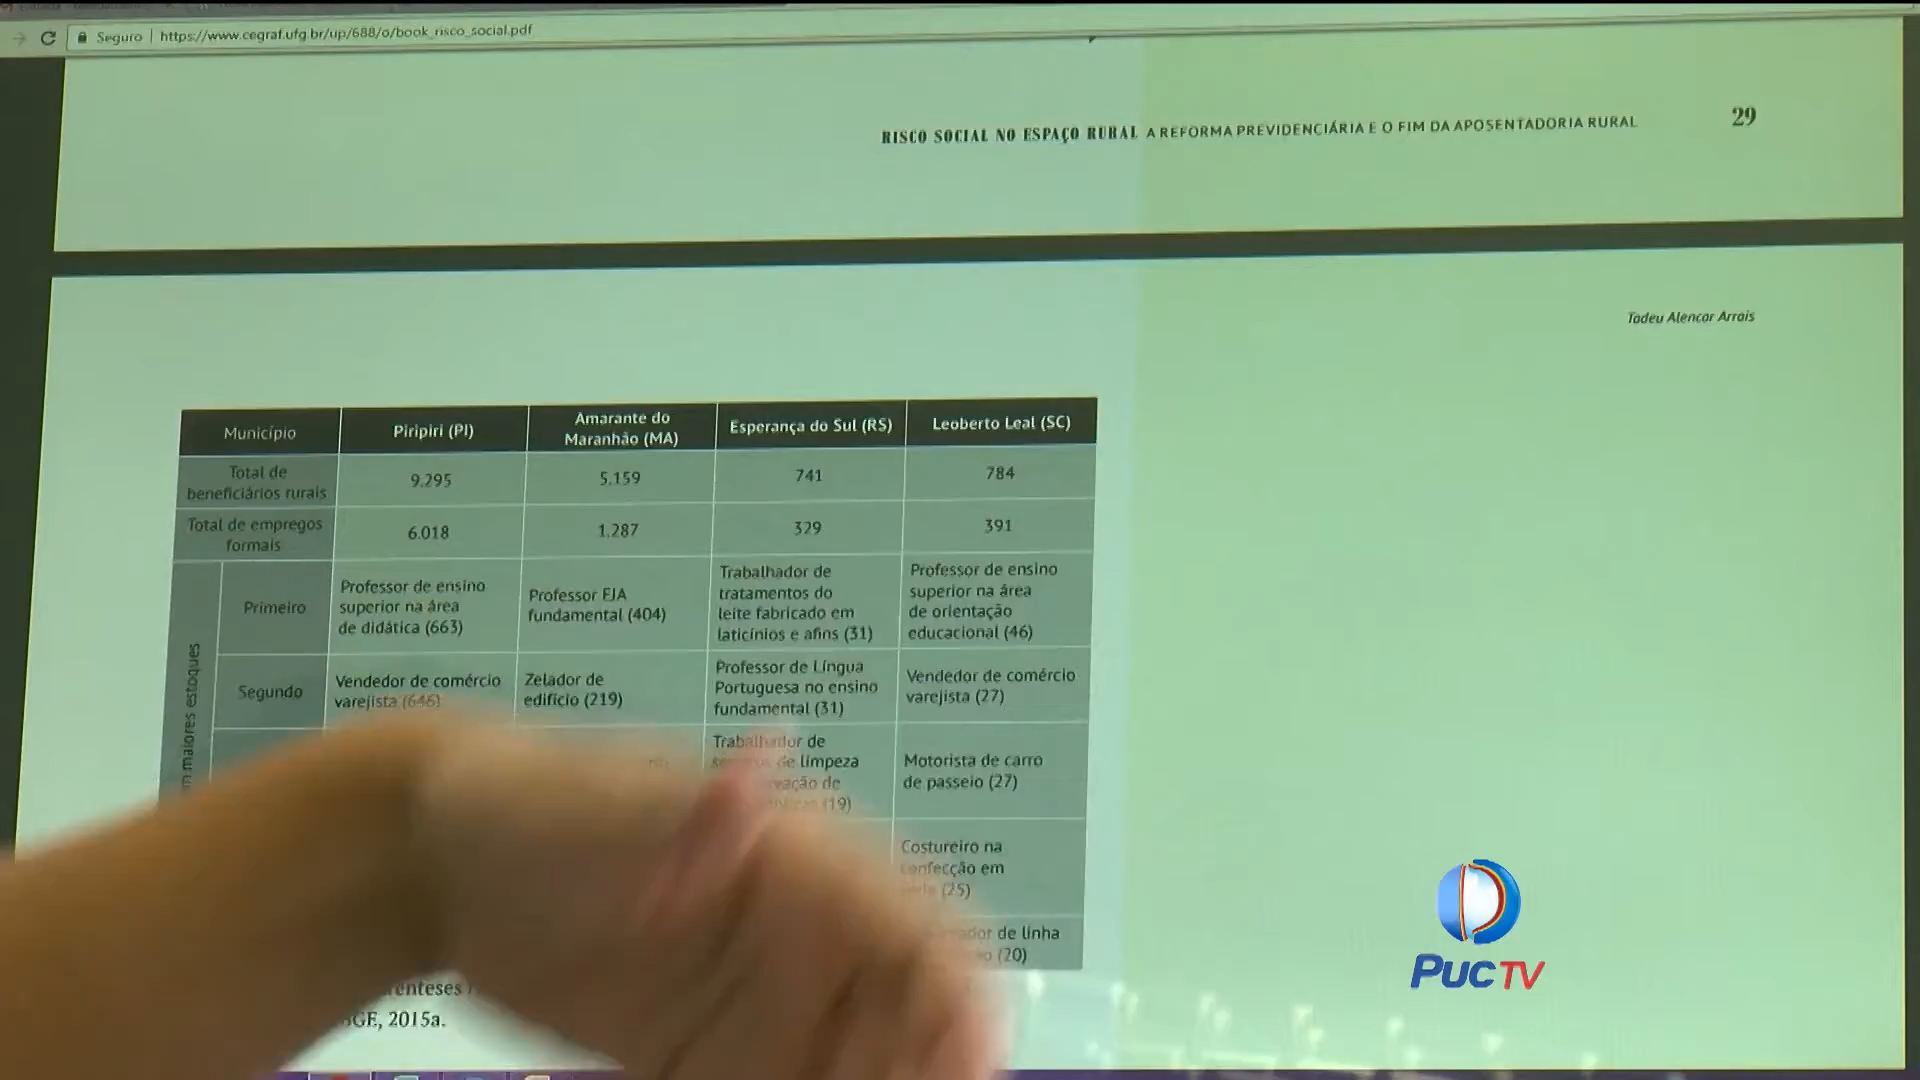 Seguro | https://www.cegraf.ufg.br/up/688/o/book_risco_social.pdf
RISCO SOCIAL NO ESPAÇO RURAL A REFORMA PREVIDENCIÁRIA E O FIM DA APOSENTADORIA RURAL 29
Tadeu Alencar Arrais
Município
Piripiri (PI)
Amarante do
Maranhão (MA)
Esperança do Sul (RS)
Leoberto Leal (SC)
Total de
beneficiários rurais
9.295
5.159
741
784
Total de empregos
formais
6.018
1.287
329
391
maiores estoques
Primeiro
Professor de ensino
superior na área
de didática (663)
Professor EJA
fundamental (404)
Trabalhador de
tratamentos do
leite fabricado em
laticínios e afins (31)
Professor de ensino
superior na área
de orientação
educacional (46)
Segundo
Vendedor de comércio
varejista (646)
Zelador de
edifício (219)
Professor de Língua
Portuguesa no ensino
fundamental (31)
Vendedor de comércio
varejista (27)
Trabalhador de
de limpeza
de
(19)
Motorista de carro
de passeio (27)
Costureiro na
confecção em
(25)
de linha
(20)
2015a.
PUC TV